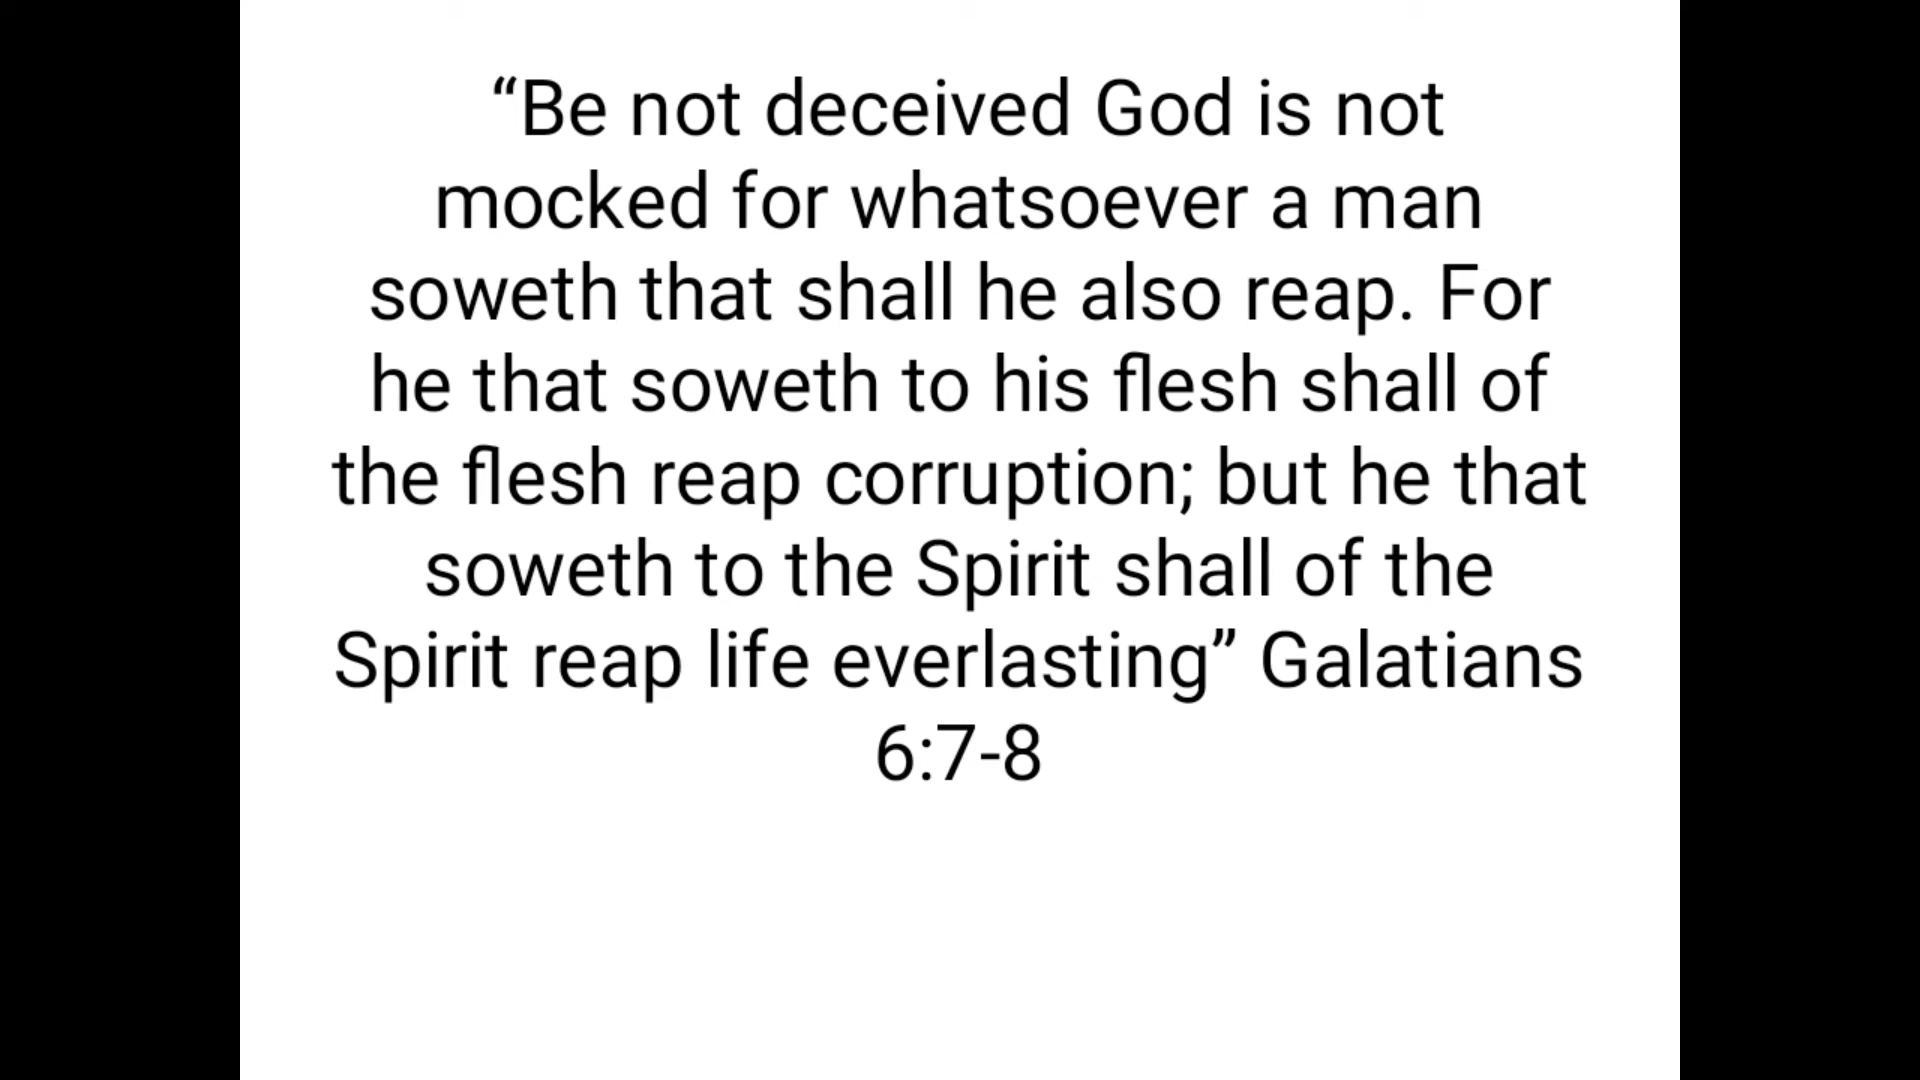 “Be not deceived God is not
mocked for whatsoever a man
soweth that shall he also reap. For
he that soweth to his flesh shall of
the flesh reap corruption; but he that
soweth to the Spirit shall of the
Spirit reap life everlasting” Galatians
6:7-8